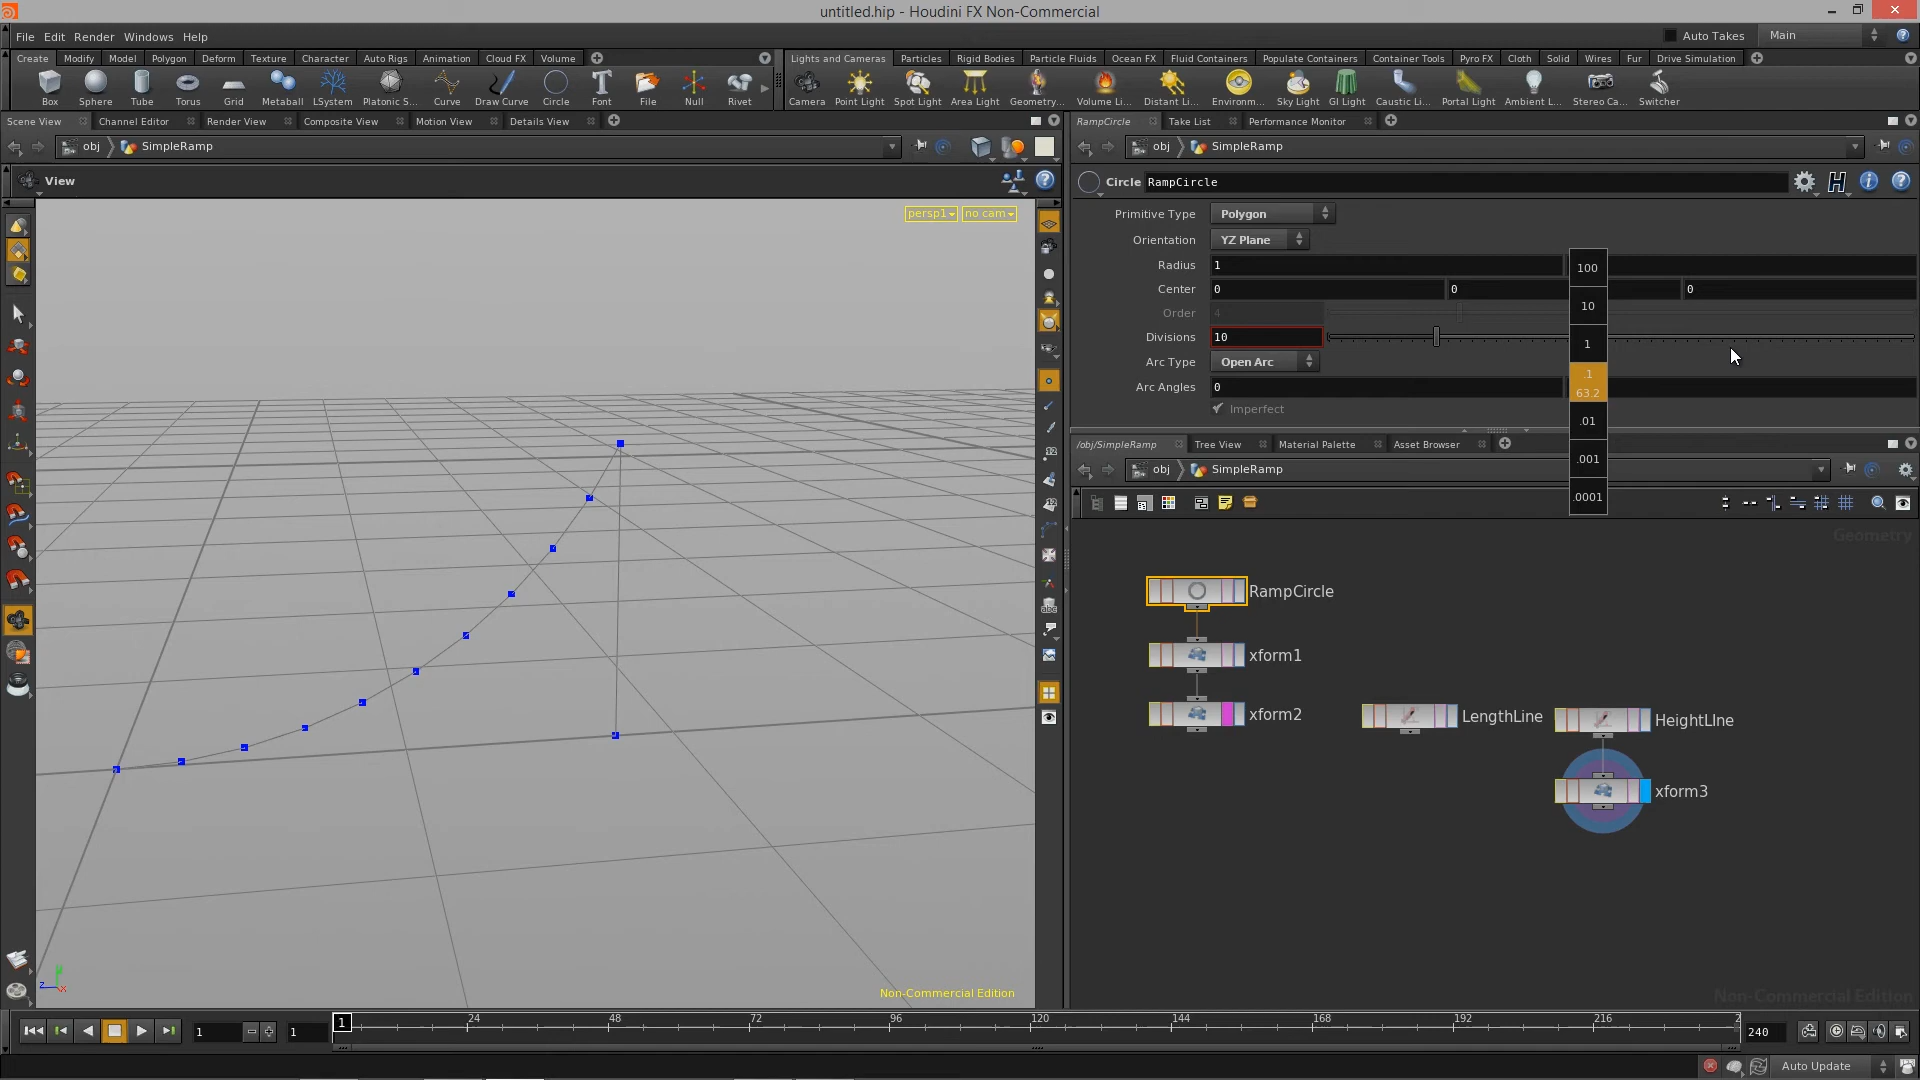 untitled.hip - Houdini FX Non-Commercial
File Edit Render Windows Help
Auto Takes Main
Create Modify Model Polygon Deform Texture Character Auto Rigs Animation Cloud FX Volume
Lights and Cameras Particles Rigid Bodies Particle Fluids Ocean FX Fluid Containers Populate Containers Container Tools Pyro FX Cloth Solid Wires Fur Drive Simulation
Box Sphere Tube Torus Grid Metaball LSystem Platonic S... Curve Draw Curve Circle Font File Null Rivet
Camera Point Light Spot Light Area Light Geometry... Volume Li... Distant Li... Environm... Sky Light GI Light Caustic Li... Portal Light Ambient L... Stereo Ca... Switcher
Scene View Channel Editor Render View Composite View Motion View Details View
RampCircle Take List Performance Monitor
obj SimpleRamp
obj SimpleRamp
View
Circle RampCircle
persp1 no cam
Primitive Type Polygon
Orientation YZ Plane
Radius 1
Center 0 0 0
Order 4
Divisions 10
Arc Type Open Arc
Arc Angles 0
Imperfect
100
10
1
.1
63.2
.01
.001
.0001
/obj/SimpleRamp Tree View Material Palette Asset Browser
obj SimpleRamp
Geometry
RampCircle
xform1
xform2
LengthLine
HeightLIne
xform3
Non-Commercial Edition
Non-Commercial Edition
z x
1 1 1 24 48 72 96 120 144 168 192 216 2 240
Auto Update